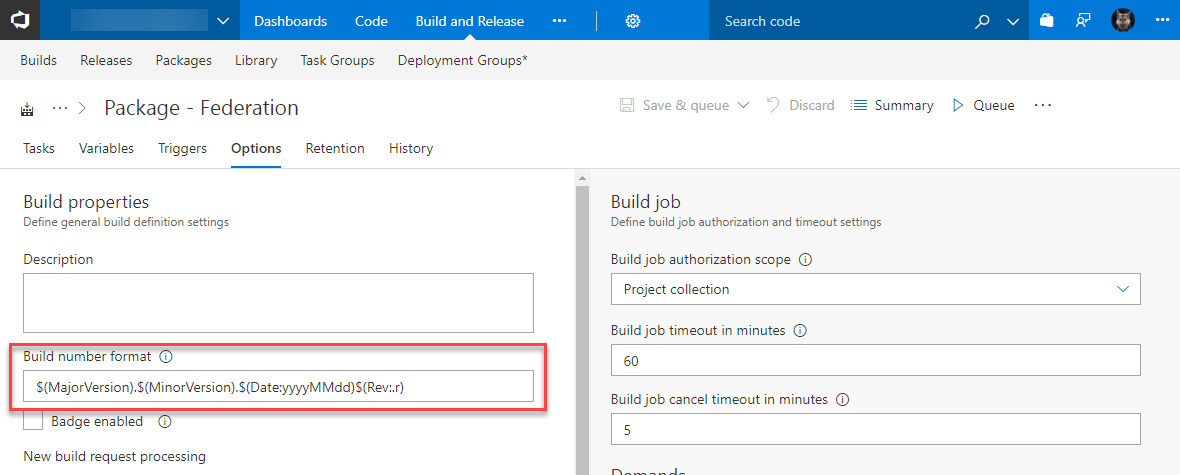 Dashboards Code Build and Release ••• Search code •••
Builds Releases Packages Library Task Groups Deployment Groups*
••• > Package - Federation Save & queue Discard Summary Queue •••
Tasks Variables Triggers Options Retention History
Build properties
Define general build definition settings
Description
Build number format
$(MajorVersion).$(MinorVersion).$(Date:yyyyMMdd)$(Rev:.r)
Badge enabled
New build request processing
Build job
Define build job authorization and timeout settings
Build job authorization scope
Project collection
Build job timeout in minutes
60
Build job cancel timeout in minutes
5
Demands